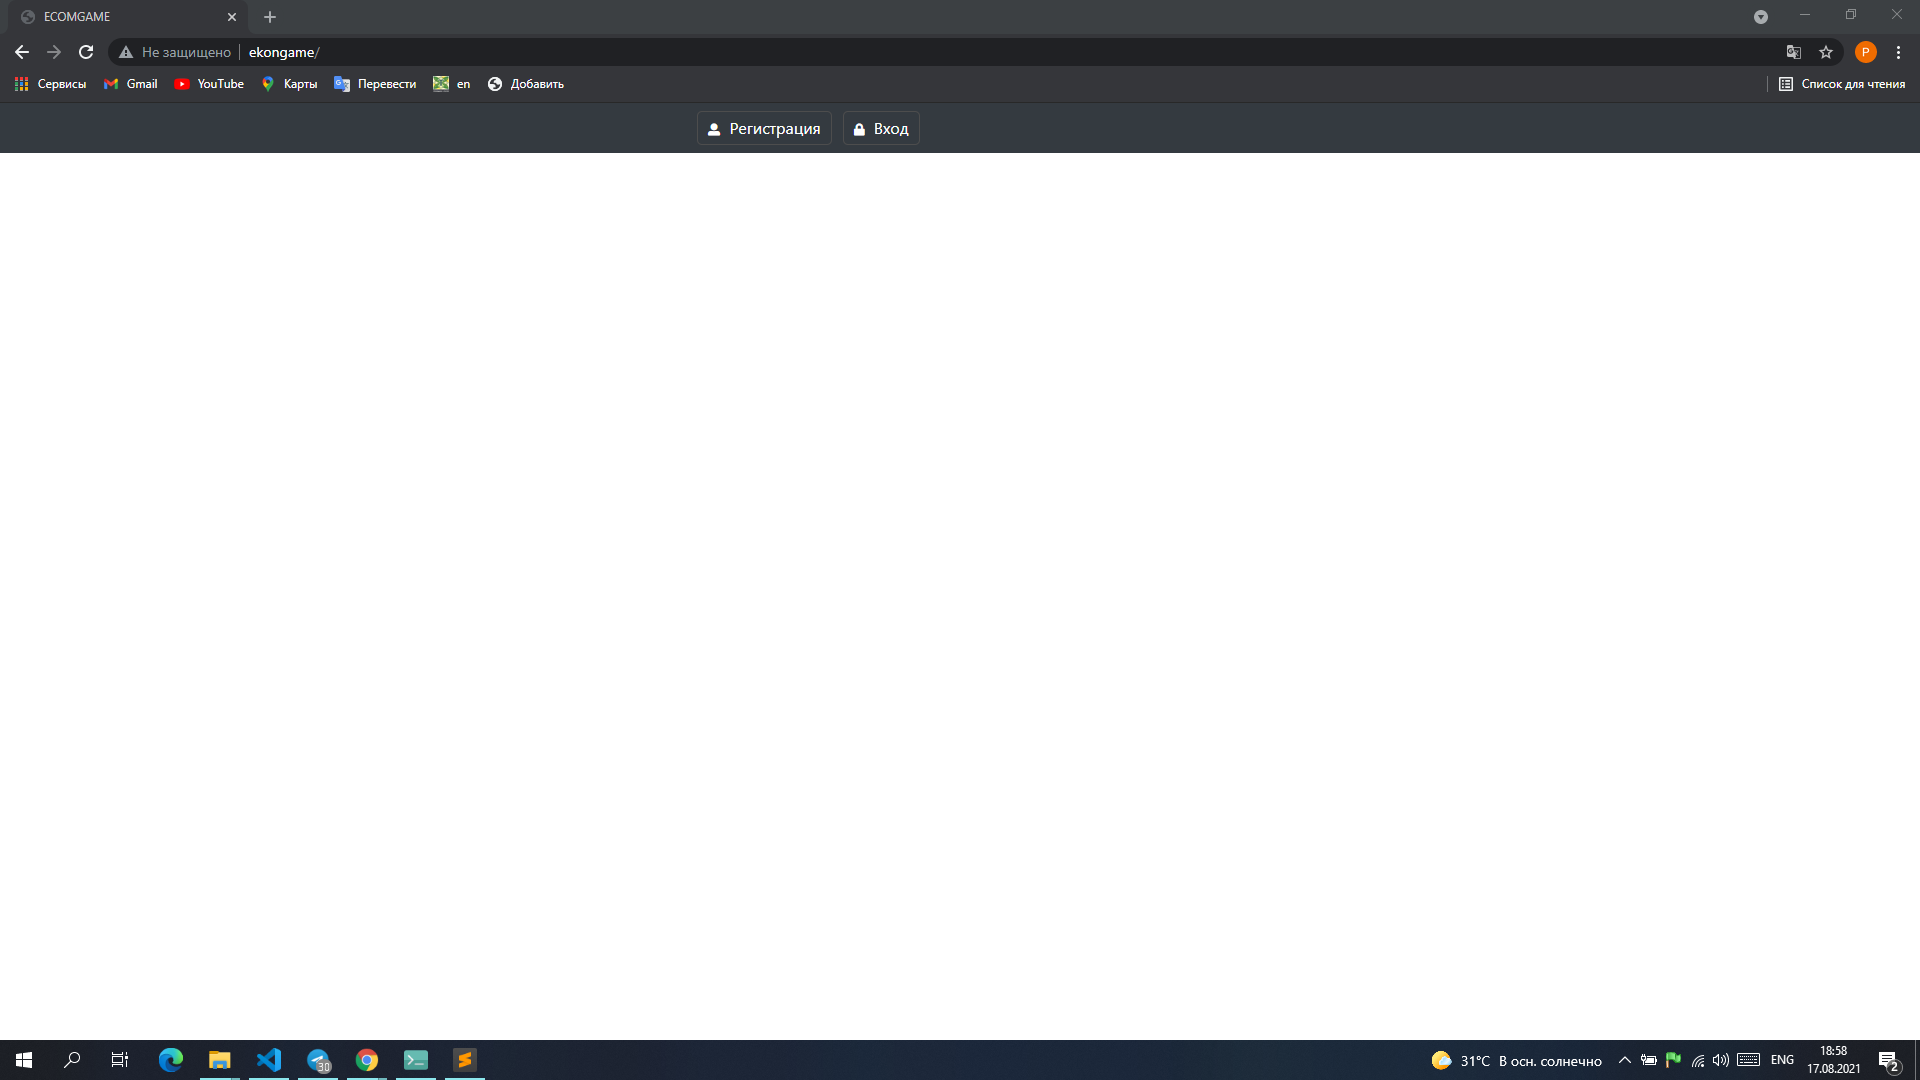 ECOMGAME
Не защищено ekongame/
Сервисы Gmail YouTube Карты Перевести en Добавить Список для чтения
Регистрация Вход
30 31°C В осн. солнечно ENG 18:58
17.08.2021 2